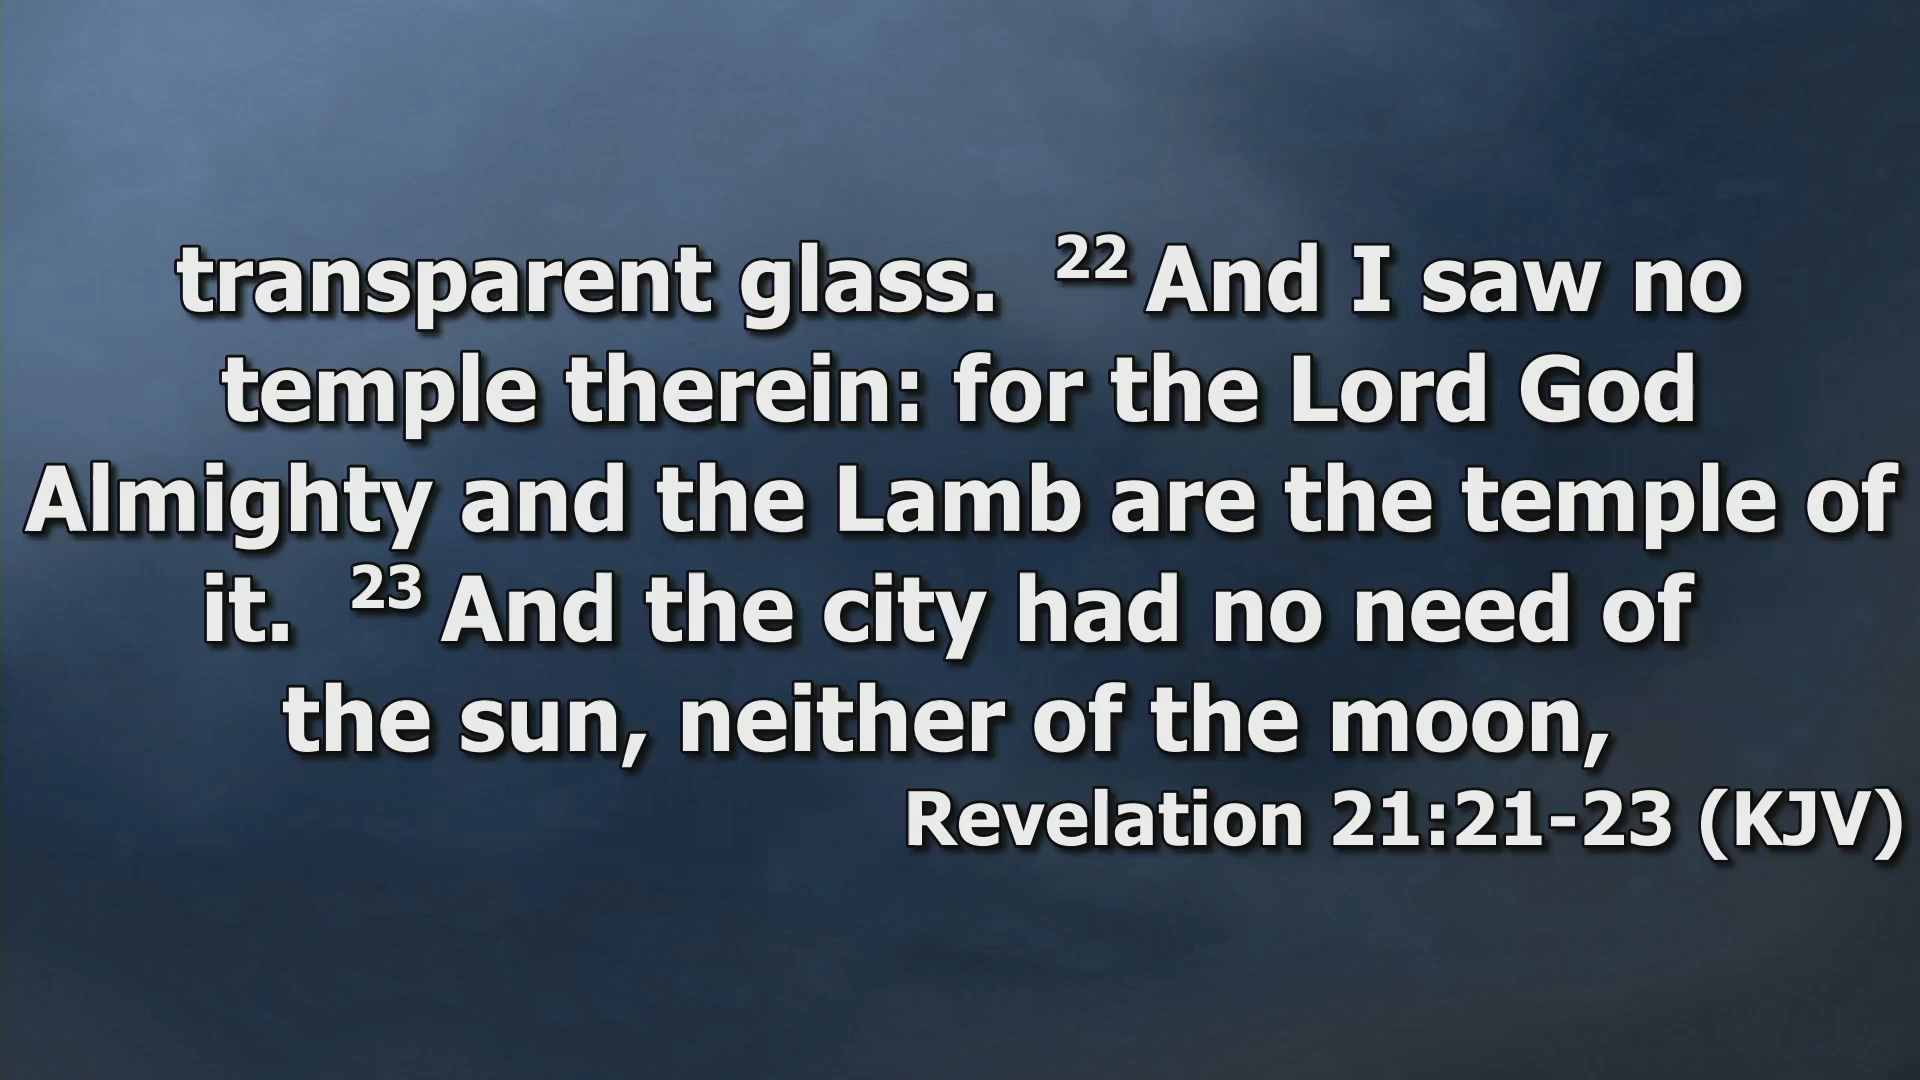 transparent glass.  22 And I saw no
temple therein: for the Lord God
Almighty and the Lamb are the temple of
it.  23 And the city had no need of
the sun, neither of the moon,
Revelation 21:21-23 (KJV)